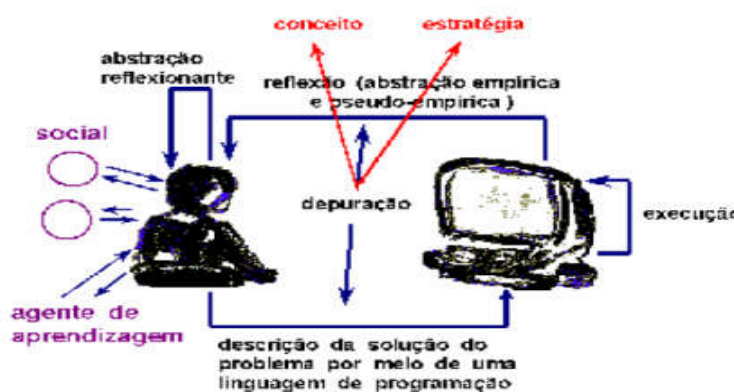 conceito estratégia
abstração
reflexionante
reflexão (abstração empírica
e pseudo-empírica)
social
depuração
execução
agente de
aprendizagem
descrição da solução do
problema por meio de uma
linguagem de programação